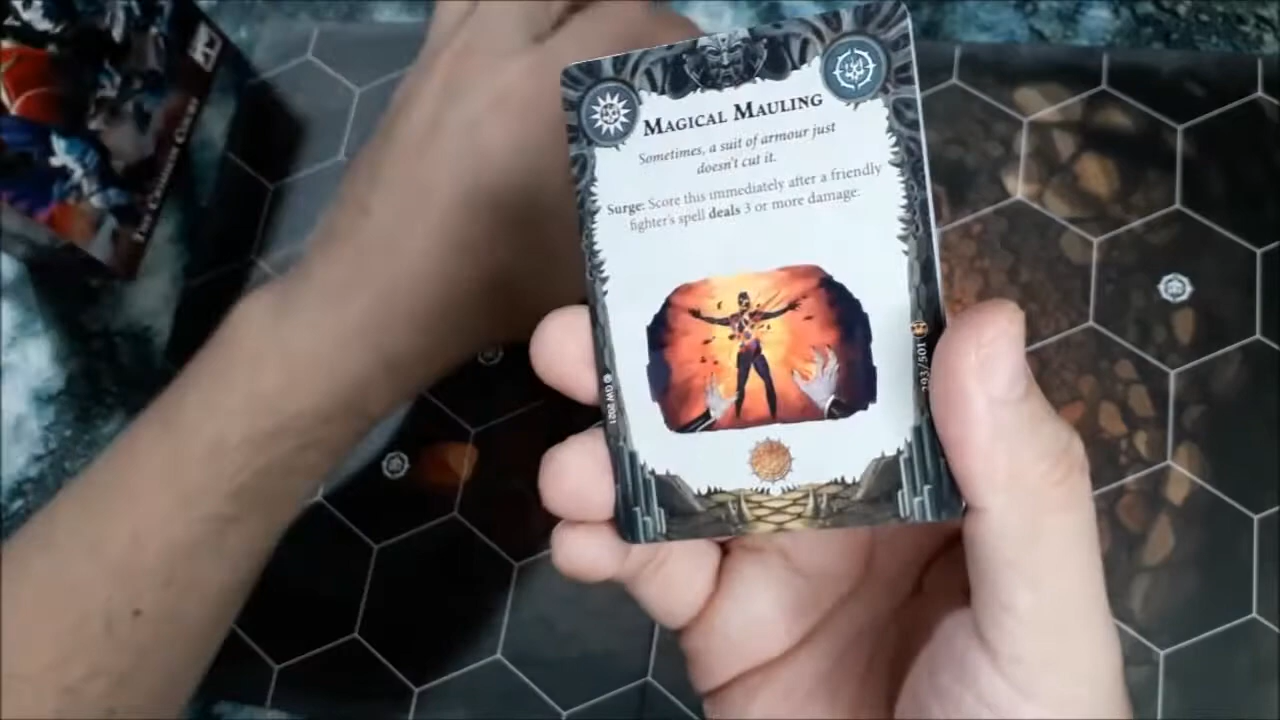 MAGICAL MAULING
Sometimes, a suit of armour just
doesn't cut it.
Surge: Score this immediately after a friendly
fighter's spell deals 3 or more damage.
293/501
© GW 2021